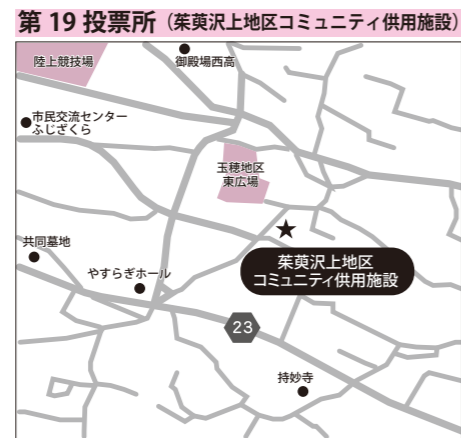 第19投票所（茱萸沢上地区コミュニティ供用施設）
陸上競技場
御殿場西高
市民交流センター
ふじざくら
玉穂地区
東広場
共同墓地
やすらぎホール
茱萸沢上地区
コミュニティ供用施設
23
持妙寺